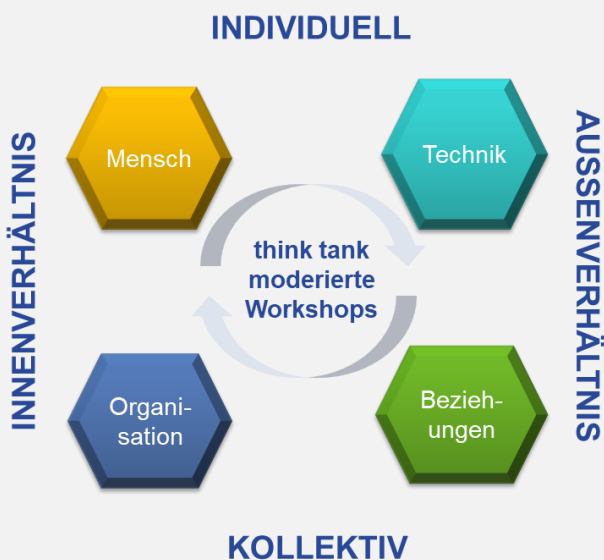 INDIVIDUELL
INNENVERHÄLTNIS
AUSSENVERHÄLTNIS
Mensch
Technik
think tank
moderierte
Workshops
Organi-
sation
Bezieh-
ungen
KOLLEKTIV